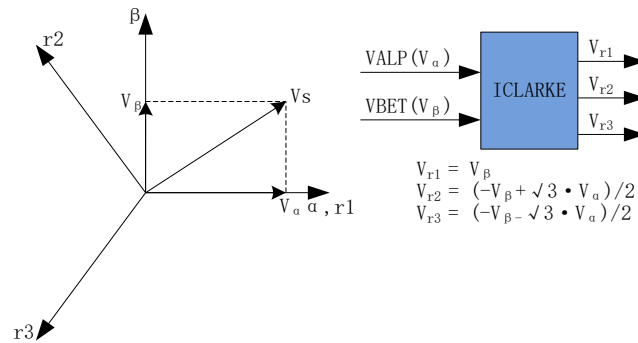 β
r2
Vβ
Vs
Vα α,r1
r3
VALP(Vα)
VBET(Vβ)
ICLARKE
Vr1
Vr2
Vr3
Vr1 = Vβ
Vr2 = (-Vβ+√3•Vα)/2
Vr3 = (-Vβ-√3•Vα)/2